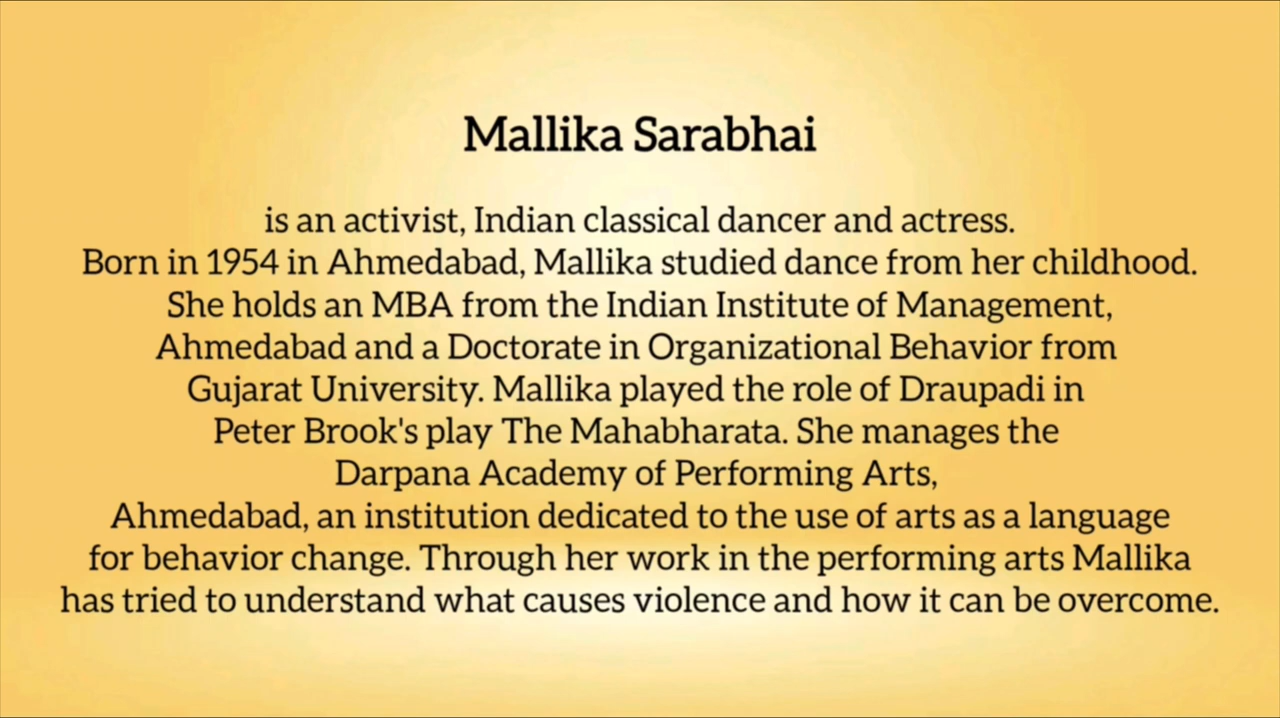 Mallika Sarabhai
is an activist, Indian classical dancer and actress.
Born in 1954 in Ahmedabad, Mallika studied dance from her childhood.
She holds an MBA from the Indian Institute of Management,
Ahmedabad and a Doctorate in Organizational Behavior from
Gujarat University. Mallika played the role of Draupadi in
Peter Brook's play The Mahabharata. She manages the
Darpana Academy of Performing Arts,
Ahmedabad, an institution dedicated to the use of arts as a language
for behavior change. Through her work in the performing arts Mallika
has tried to understand what causes violence and how it can be overcome.